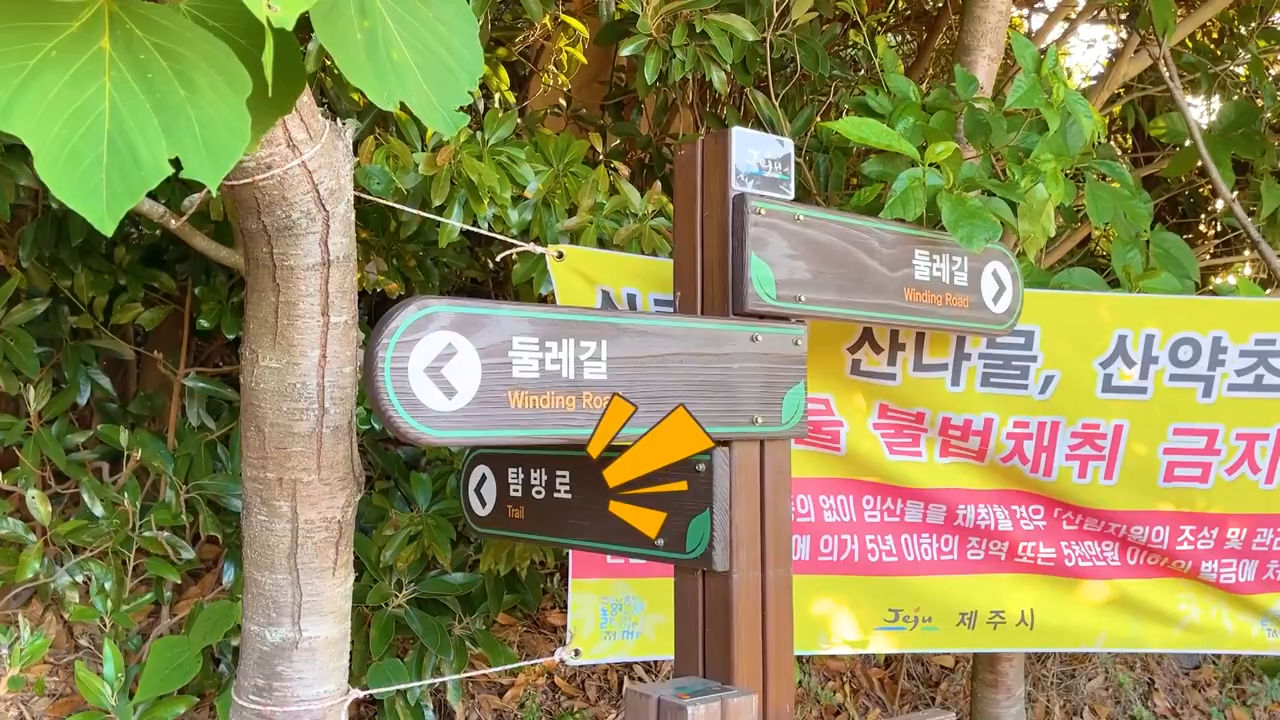 Jeju
둘레길
Winding Road
둘레길
Winding Roa
탐방로
Trail
산나물, 산약초
물 불법채취 금지
없이 임산물을 채취할 경우 「산림자원의 조성 및 관
에 의거 5년 이하의 징역 또는 5천만원 이하의 벌금에 처
Jeju 제주시